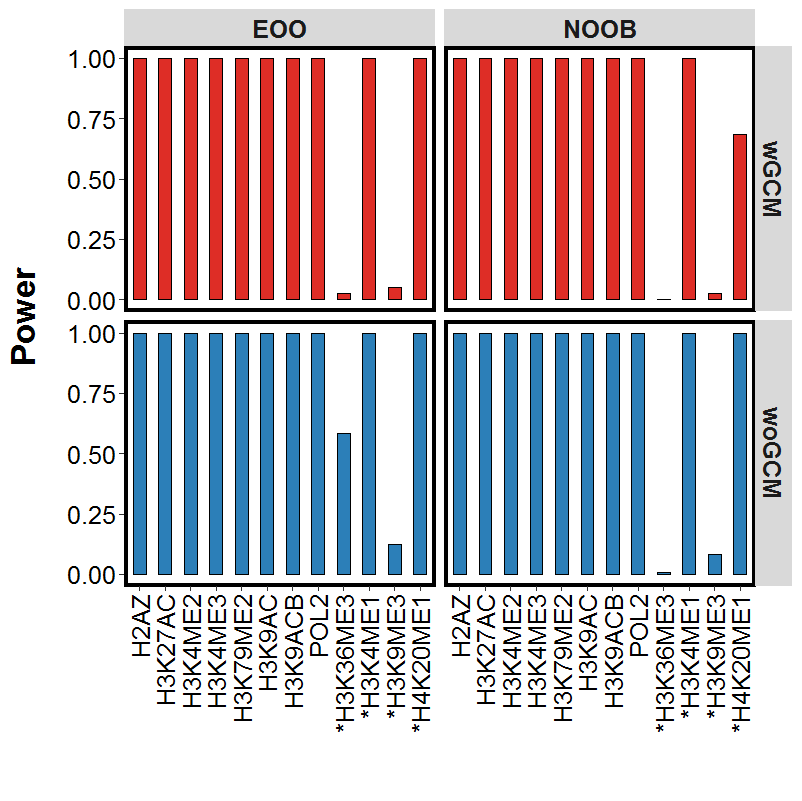 EOO
NOOB
1.00
0.75
0.50
0.25
0.00
wGCM
Power
1.00
0.75
0.50
0.25
0.00
woGCM
H2AZ
H3K27AC
H3K4ME2
H3K4ME3
H3K79ME2
H3K9AC
H3K9ACB
POL2
*H3K36ME3
*H3K4ME1
*H3K9ME3
*H4K20ME1
H2AZ
H3K27AC
H3K4ME2
H3K4ME3
H3K79ME2
H3K9AC
H3K9ACB
POL2
*H3K36ME3
*H3K4ME1
*H3K9ME3
*H4K20ME1